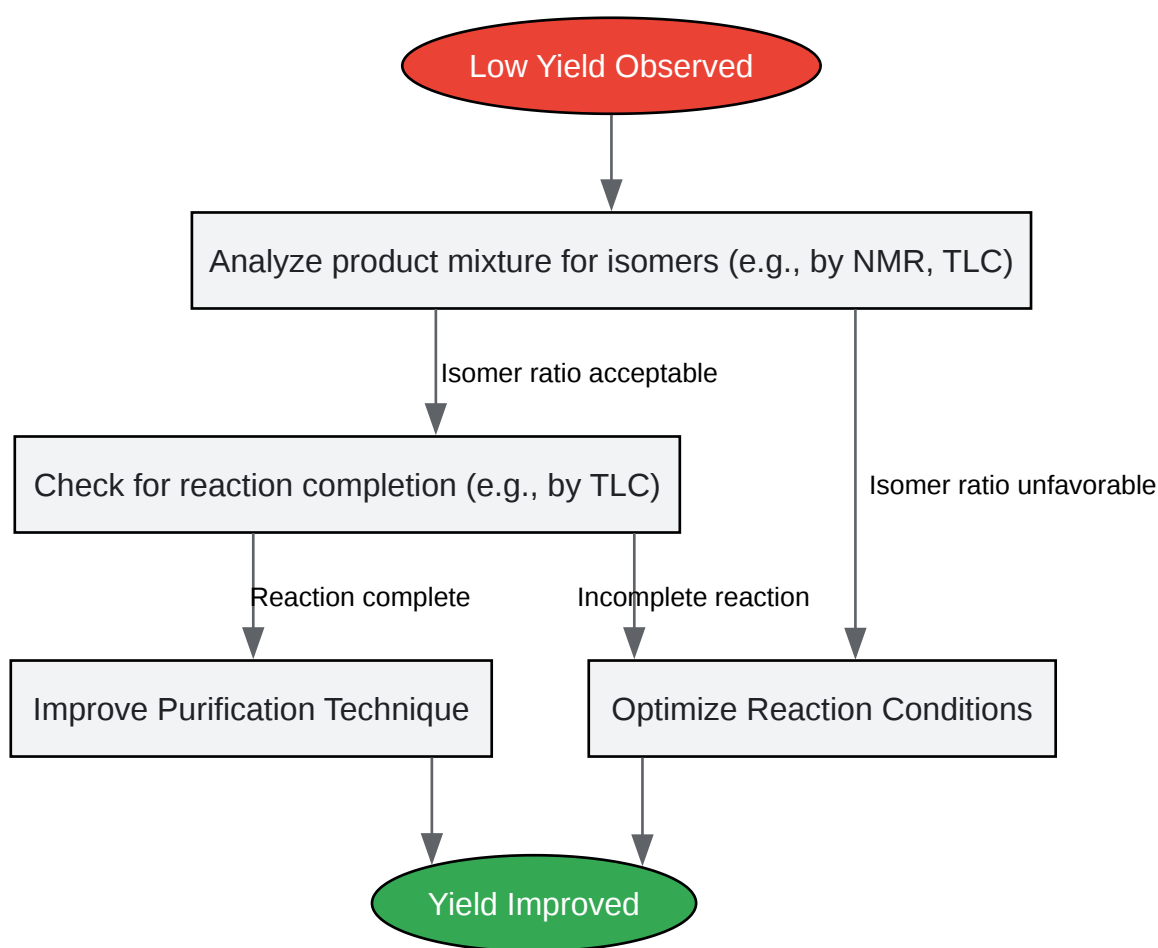 Low Yield Observed
Analyze product mixture for isomers (e.g., by NMR, TLC)
Isomer ratio acceptable
Check for reaction completion (e.g., by TLC)
Isomer ratio unfavorable
Reaction complete
Incomplete reaction
Improve Purification Technique
Optimize Reaction Conditions
Yield Improved